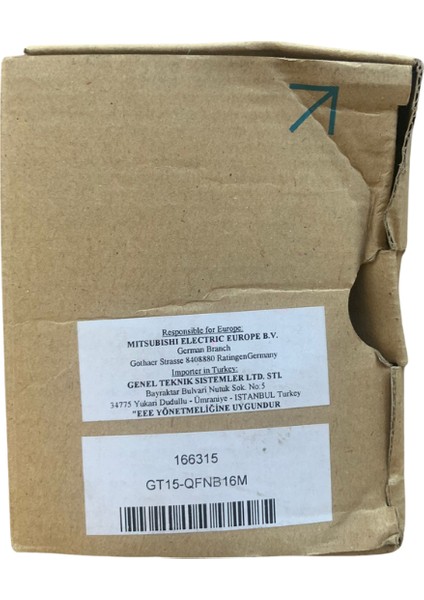 Responsible for Europe:
MITSUBISHI ELECTRIC EUROPE B.V.
German Branch
Gothaer Strasse 8408880 RatingenGermany
Importer in Turkey:
GENEL TEKNIK SISTEMLER LTD. STI.
Bayraktar Bulvari Nutuk Sok. No:5
34775 Yukari Dudullu - Ümraniye - ISTANBUL Turkey
"EEE YÖNETMELİĞİNE UYGUNDUR
166315
GT15-QFNB16M